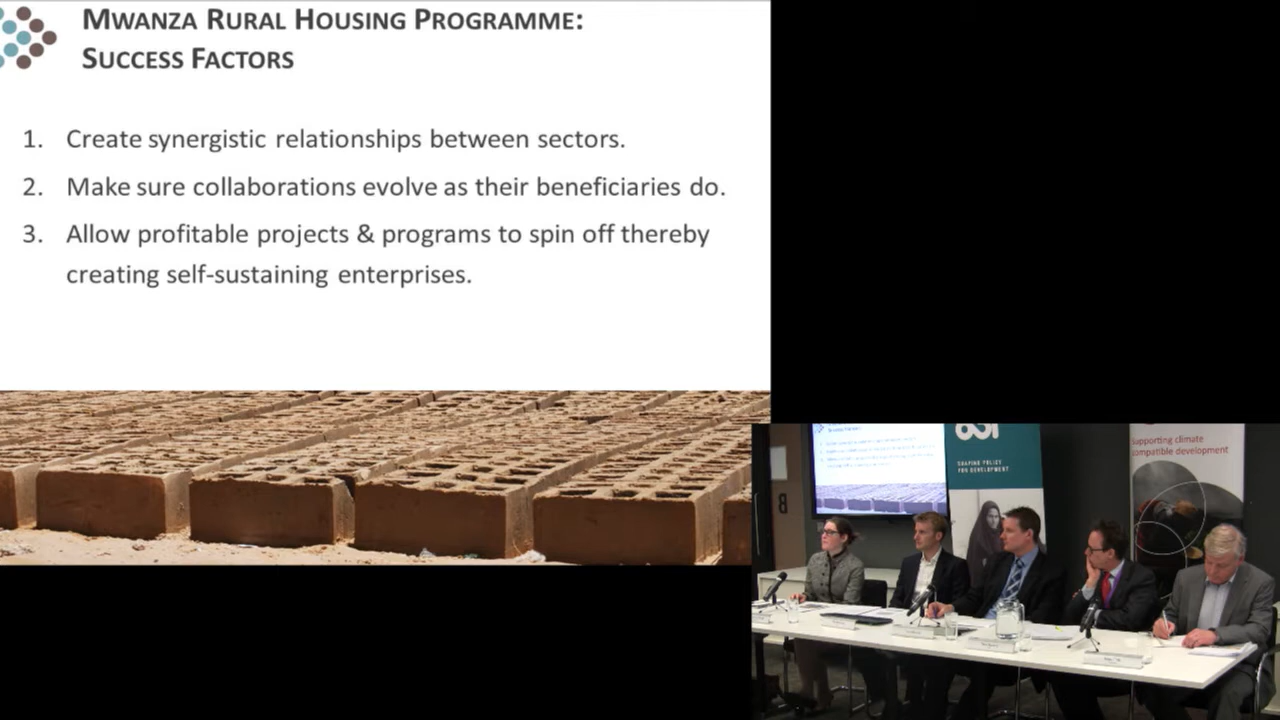 MWANZA RURAL HOUSING PROGRAMME:
SUCCESS FACTORS
1. Create synergistic relationships between sectors.
2. Make sure collaborations evolve as their beneficiaries do.
3. Allow profitable projects & programs to spin off thereby
creating self-sustaining enterprises.
SHAPING POLICY
FOR DEVELOPMENT
Supporting climate
compatible development
8